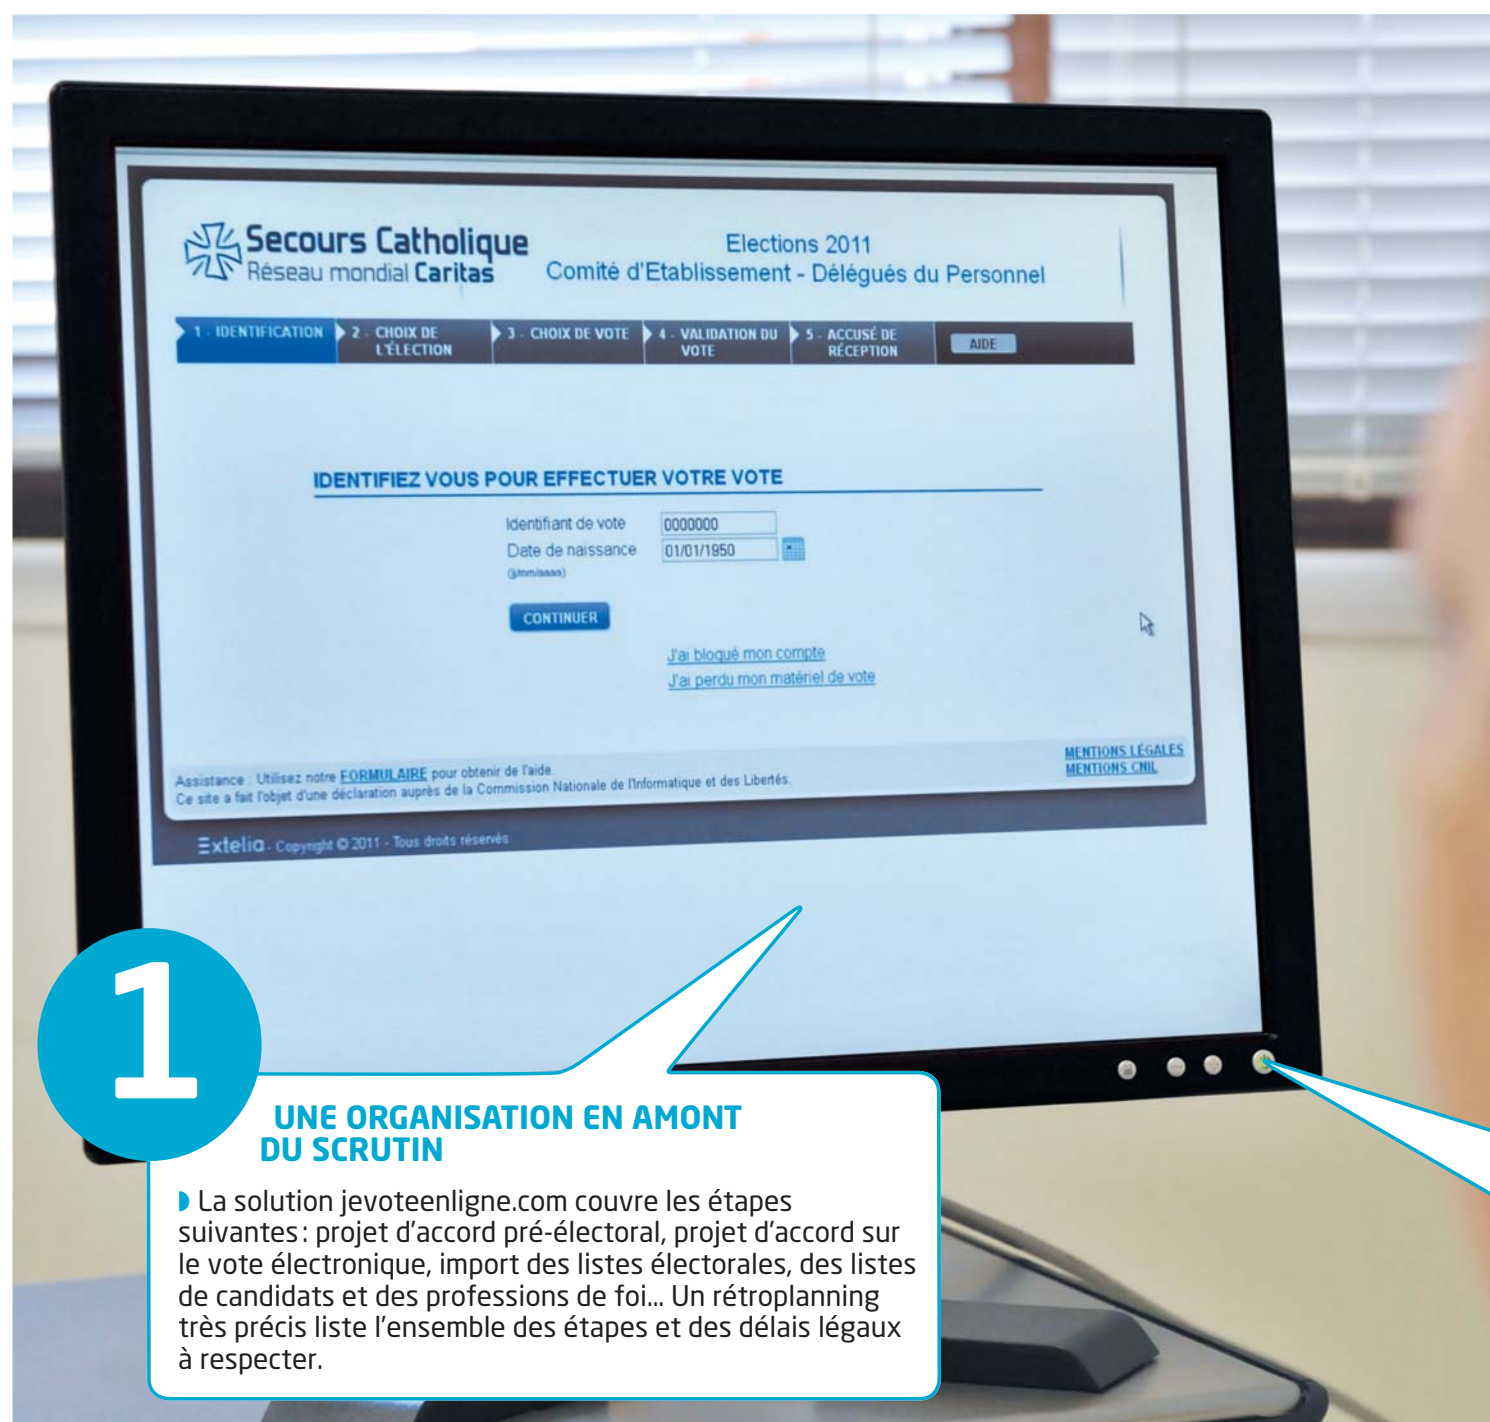 Secours Catholique
Réseau mondial Caritas
Elections 2011
Comité d'Etablissement - Délégués du Personnel
1 - IDENTIFICATION
2 - CHOIX DE
L'ÉLECTION
3 - CHOIX DE VOTE
4 - VALIDATION DU
VOTE
5 - ACCUSÉ DE
RÉCEPTION
AIDE
IDENTIFIEZ VOUS POUR EFFECTUER VOTRE VOTE
Identifiant de vote 0000000
Date de naissance 01/01/1950
(jj/mm/aaaa)
CONTINUER
J'ai bloqué mon compte
J'ai perdu mon matériel de vote
MENTIONS LÉGALES
MENTIONS CNIL
Assistance : Utilisez notre FORMULAIRE pour obtenir de l'aide.
Ce site a fait l'objet d'une déclaration auprès de la Commission Nationale de l'Informatique et des Libertés.
Extelia - Copyright © 2011 - Tous droits réservés
1
UNE ORGANISATION EN AMONT
DU SCRUTIN
La solution jevoteenligne.com couvre les étapes
suivantes : projet d'accord pré-électoral, projet d'accord sur
le vote électronique, import des listes électorales, des listes
de candidats et des professions de foi... Un rétroplanning
très précis liste l'ensemble des étapes et des délais légaux
à respecter.